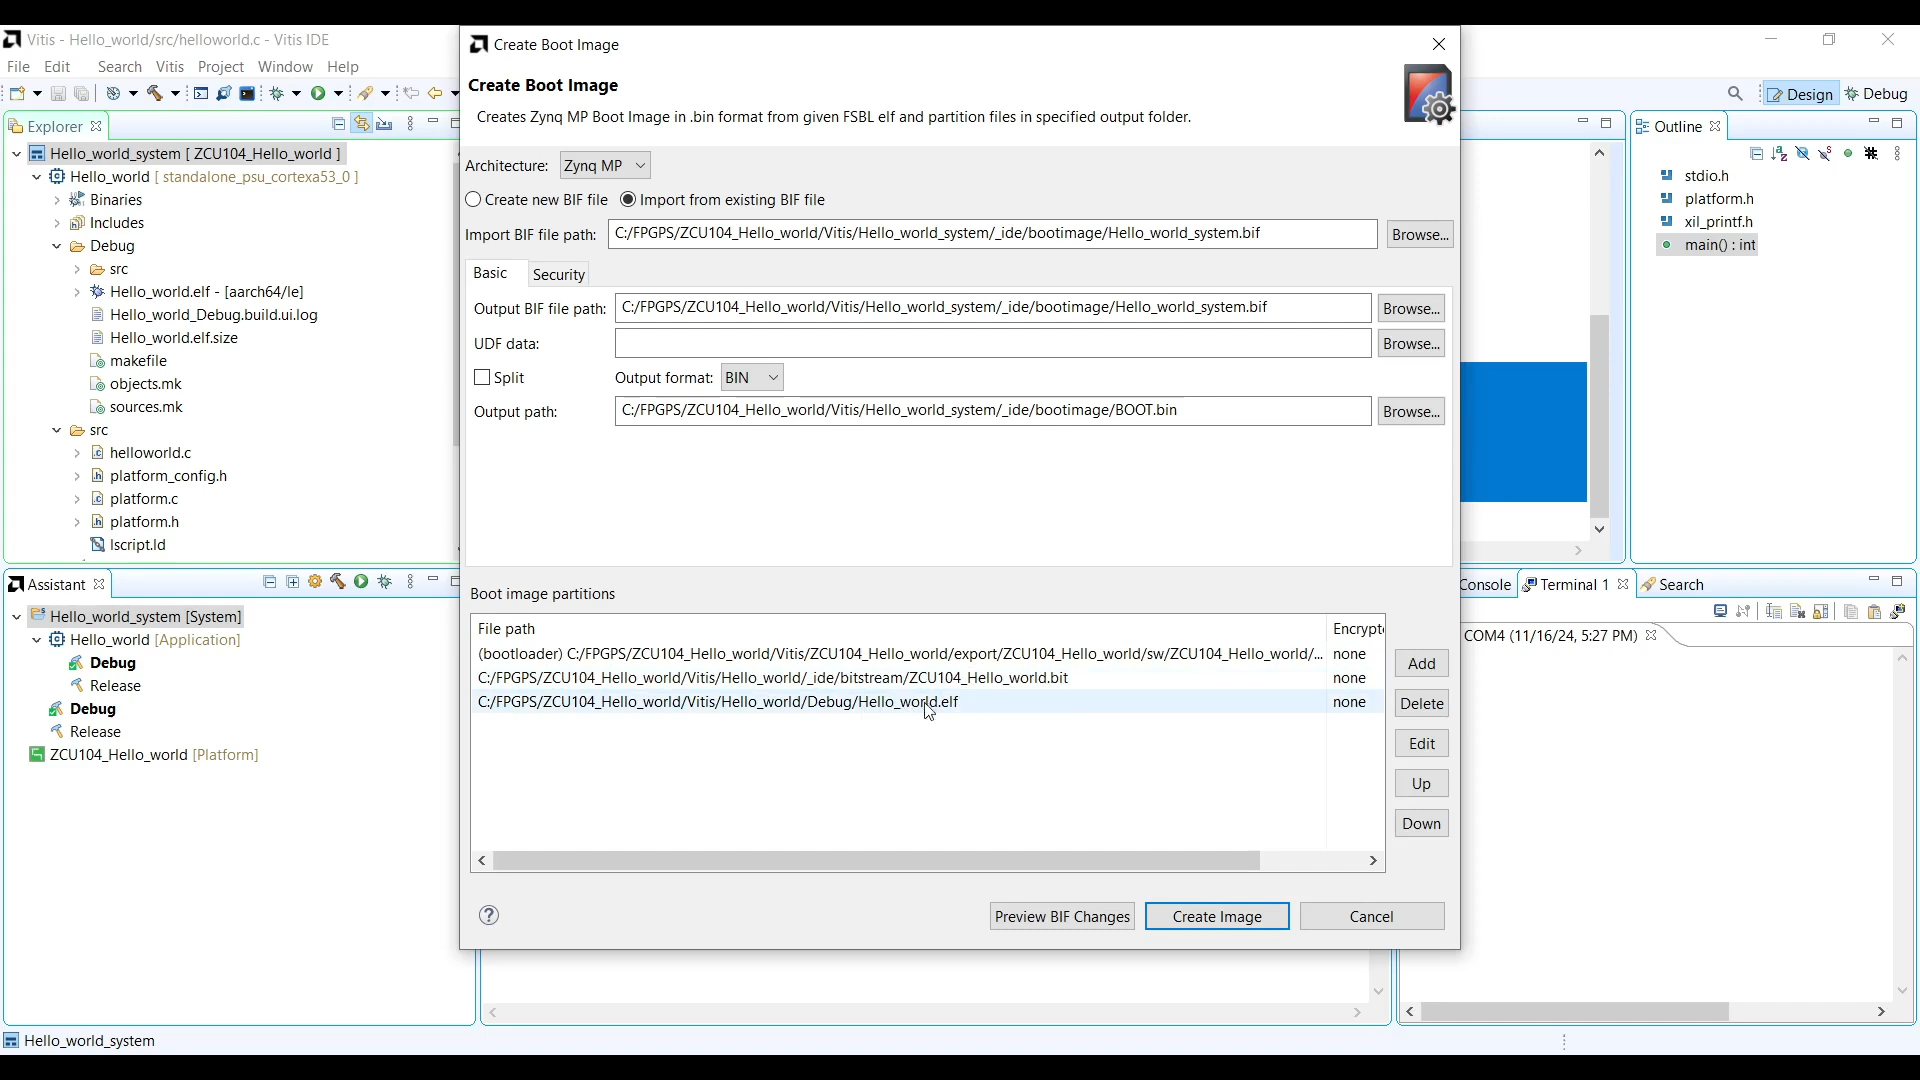 Vitis - Hello_world/src/helloworld.c - Vitis IDE
File Edit Search Vitis Project Window Help
Design
Debug
Explorer
Hello_world_system [ ZCU104_Hello_world ]
Hello_world [ standalone_psu_cortexa53_0 ]
Binaries
Includes
Debug
src
Hello_world.elf - [aarch64/le]
Hello_world_Debug.build.ui.log
Hello_world.elf.size
makefile
objects.mk
sources.mk
src
helloworld.c
platform_config.h
platform.c
platform.h
lscript.ld
Assistant
Hello_world_system [System]
Hello_world [Application]
Debug
Release
Debug
Release
ZCU104_Hello_world [Platform]
Create Boot Image
Create Boot Image
Creates Zynq MP Boot Image in .bin format from given FSBL elf and partition files in specified output folder.
Architecture: Zynq MP
Create new BIF file Import from existing BIF file
Import BIF file path: C:/FPGPS/ZCU104_Hello_world/Vitis/Hello_world_system/_ide/bootimage/Hello_world_system.bif Browse...
Basic Security
Output BIF file path: C:/FPGPS/ZCU104_Hello_world/Vitis/Hello_world_system/_ide/bootimage/Hello_world_system.bif Browse...
UDF data: Browse...
Split Output format: BIN
Output path: C:/FPGPS/ZCU104_Hello_world/Vitis/Hello_world_system/_ide/bootimage/BOOT.bin Browse...
Boot image partitions
File path Encrypt
(bootloader) C:/FPGPS/ZCU104_Hello_world/Vitis/ZCU104_Hello_world/export/ZCU104_Hello_world/sw/ZCU104_Hello_world/... none
C:/FPGPS/ZCU104_Hello_world/Vitis/Hello_world/_ide/bitstream/ZCU104_Hello_world.bit none
C:/FPGPS/ZCU104_Hello_world/Vitis/Hello_world/Debug/Hello_world.elf none
Add
Delete
Edit
Up
Down
Preview BIF Changes Create Image Cancel
Outline
stdio.h
platform.h
xil_printf.h
main() : int
Console Terminal 1 Search
COM4 (11/16/24, 5:27 PM)
Hello_world_system